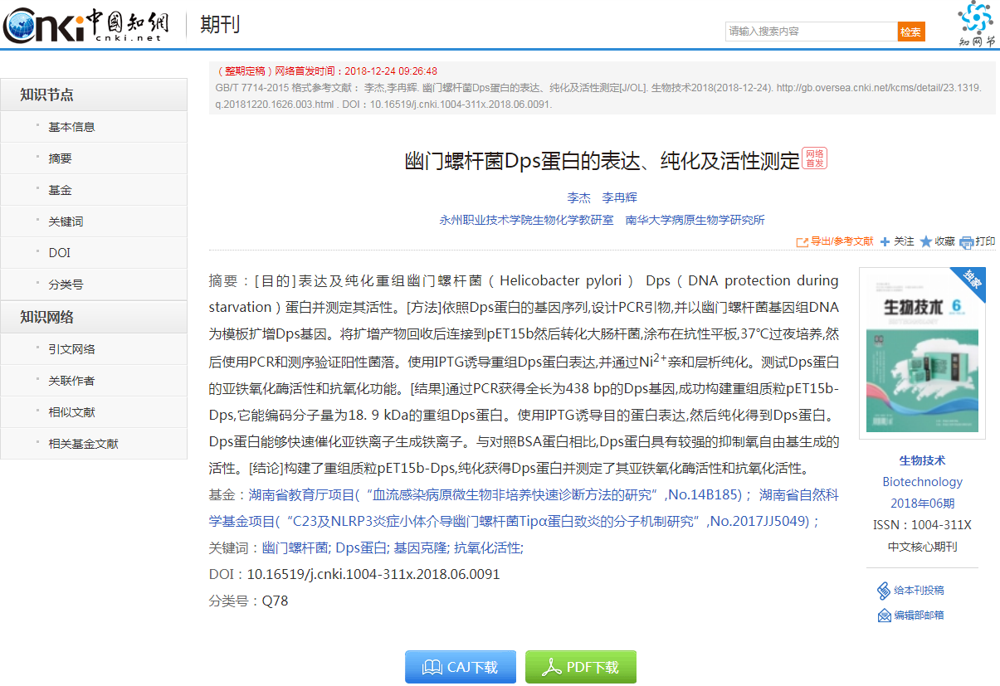 Cnki 中國知網
cnki.net
期刊
请输入搜索内容
检索
知网节
知识节点
基本信息
摘要
基金
关键词
DOI
分类号
知识网络
引文网络
关联作者
相似文献
相关基金文献
（整期定稿）网络首发时间：2018-12-24 09:26:48
GB/T 7714-2015 格式参考文献： 李杰,李冉辉. 幽门螺杆菌Dps蛋白的表达、纯化及活性测定[J/OL]. 生物技术2018(2018-12-24). http://gb.oversea.cnki.net/kcms/detail/23.1319.
q.20181220.1626.003.html . DOI：10.16519/j.cnki.1004-311x.2018.06.0091.
幽门螺杆菌Dps蛋白的表达、纯化及活性测定
网络
首发
李杰 李冉辉
永州职业技术学院生物化学教研室 南华大学病原生物学研究所
导出/参考文献 关注 收藏 打印
摘要：[目的]表达及纯化重组幽门螺杆菌（Helicobacter pylori） Dps（DNA protection during
starvation）蛋白并测定其活性。[方法]依照Dps蛋白的基因序列,设计PCR引物,并以幽门螺杆菌基因组DNA
为模板扩增Dps基因。将扩增产物回收后连接到pET15b然后转化大肠杆菌,涂布在抗性平板,37℃过夜培养,然
后使用PCR和测序验证阳性菌落。使用IPTG诱导重组Dps蛋白表达,并通过Ni2+亲和层析纯化。测试Dps蛋白
的亚铁氧化酶活性和抗氧化功能。[结果]通过PCR获得全长为438 bp的Dps基因,成功构建重组质粒pET15b-
Dps,它能编码分子量为18. 9 kDa的重组Dps蛋白。使用IPTG诱导目的蛋白表达,然后纯化得到Dps蛋白。
Dps蛋白能够快速催化亚铁离子生成铁离子。与对照BSA蛋白相比,Dps蛋白具有较强的抑制氧自由基生成的
活性。[结论]构建了重组质粒pET15b-Dps,纯化获得Dps蛋白并测定了其亚铁氧化酶活性和抗氧化活性。
基金：湖南省教育厅项目(“血流感染病原微生物非培养快速诊断方法的研究”,No.14B185)； 湖南省自然科
学基金项目(“C23及NLRP3炎症小体介导幽门螺杆菌Tipα蛋白致炎的分子机制研究”,No.2017JJ5049)；
关键词：幽门螺杆菌; Dps蛋白; 基因克隆; 抗氧化活性;
DOI：10.16519/j.cnki.1004-311x.2018.06.0091
分类号：Q78
独家
生物技术 6
生物技术
Biotechnology
2018年06期
ISSN：1004-311X
中文核心期刊
给本刊投稿
编辑部邮箱
CAJ下载
PDF下载